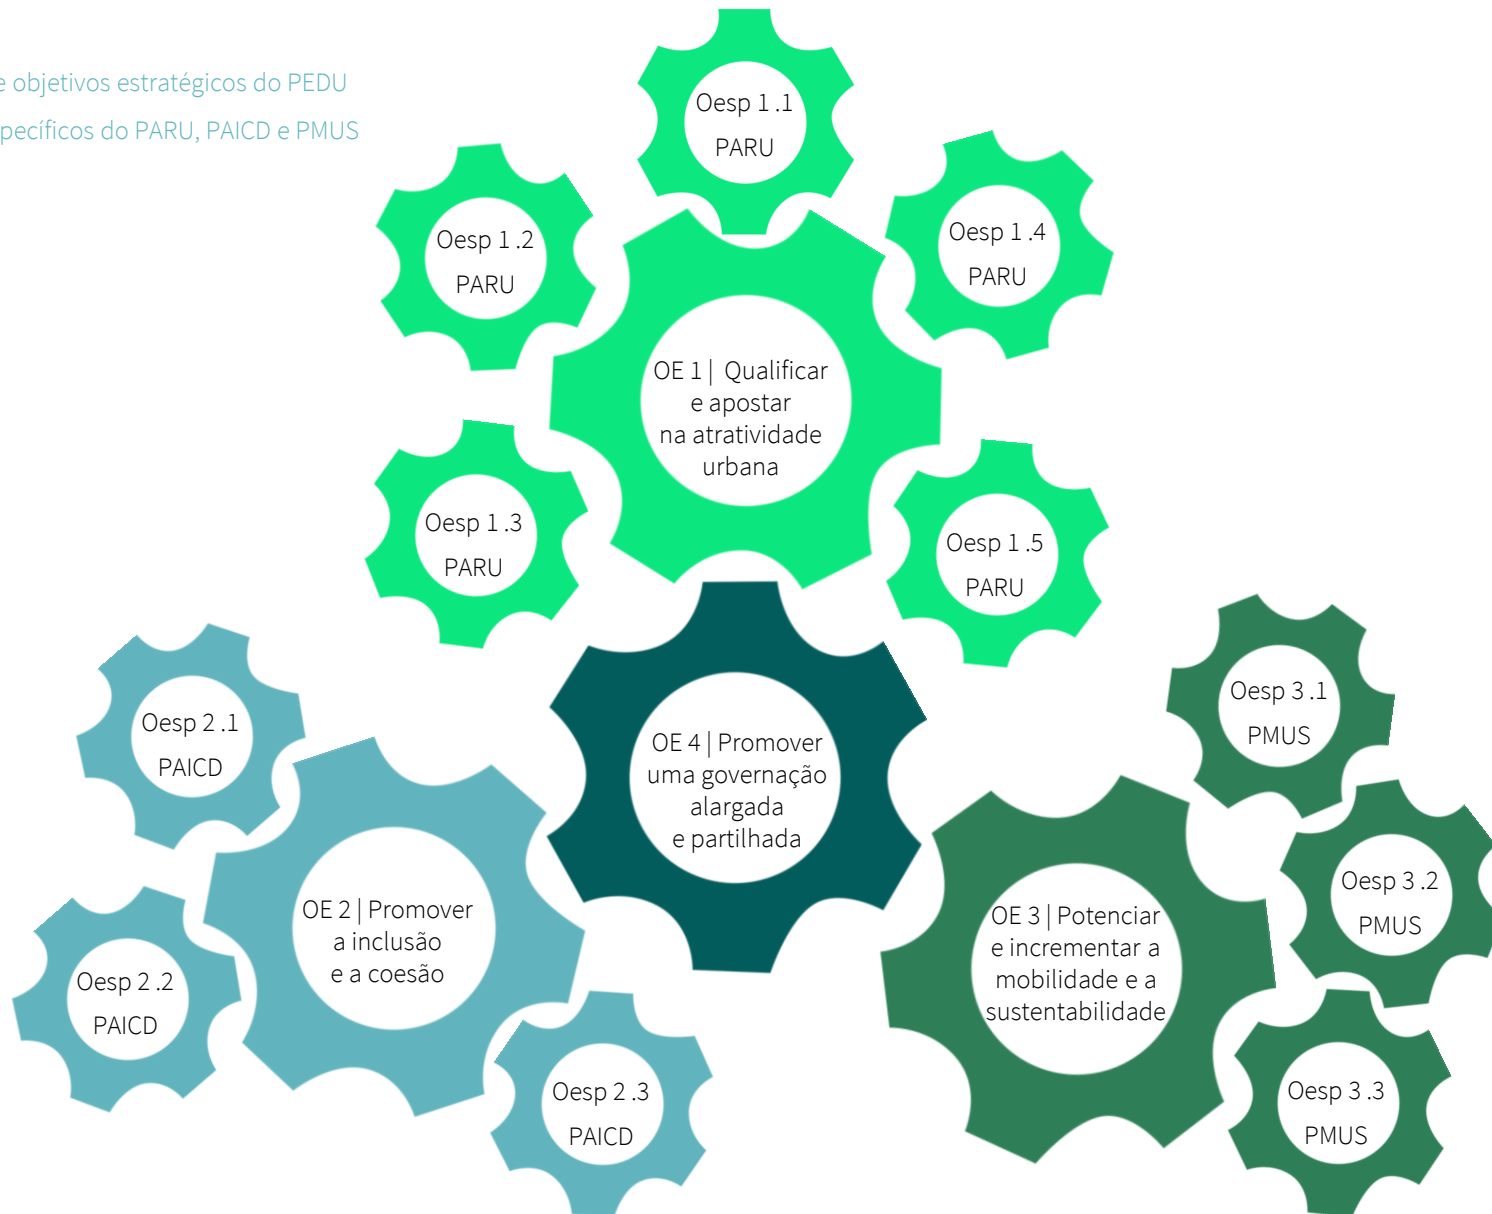 e objetivos estratégicos do PEDU
pecíficos do PARU, PAICD e PMUS
Oesp 1 .1
PARU
Oesp 1 .2
PARU
Oesp 1 .4
PARU
OE 1 | Qualificar
e apostar
na atratividade
urbana
Oesp 1 .3
PARU
Oesp 1 .5
PARU
Oesp 2 .1
PAICD
OE 4 | Promover
uma governação
alargada
e partilhada
Oesp 3 .1
PMUS
OE 2 | Promover
a inclusão
e a coesão
OE 3 | Potenciar
e incrementar a
mobilidade e a
sustentabilidade
Oesp 3 .2
PMUS
Oesp 2 .2
PAICD
Oesp 2 .3
PAICD
Oesp 3 .3
PMUS